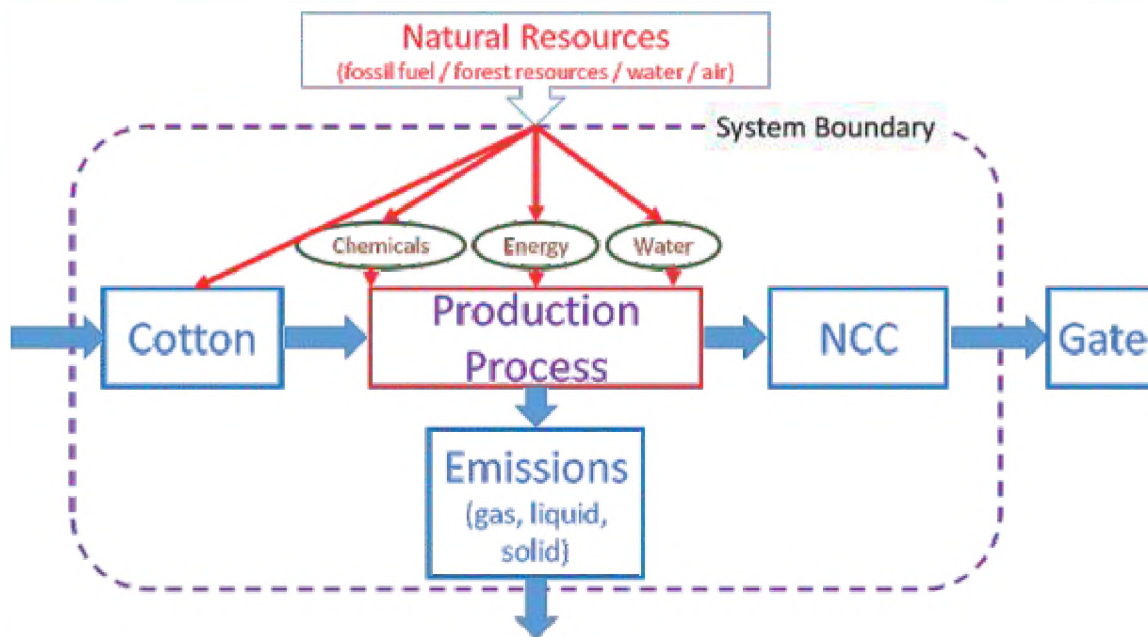 Natural Resources
(fossil fuel / forest resources / water / air)
System Boundary
Chemicals
Energy
Water
Cotton
Production
Process
NCC
Gate
Emissions
(gas, liquid,
solid)